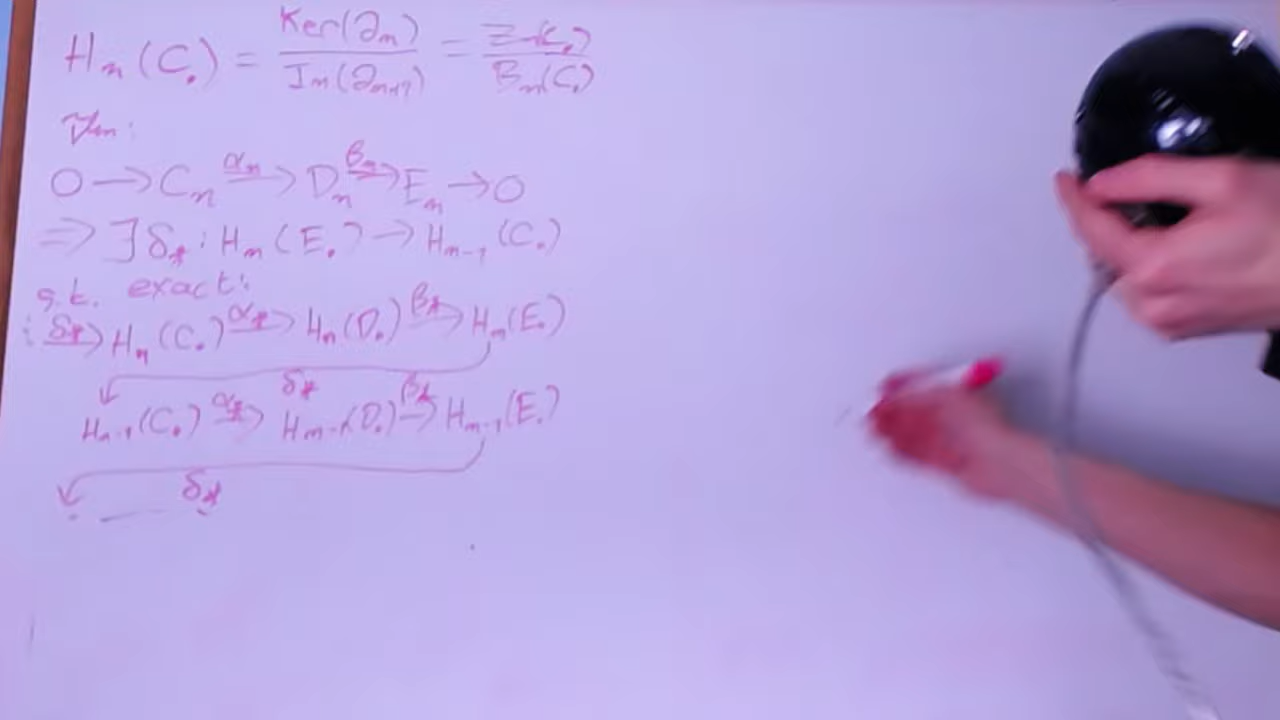 Hₙ(C.) = Ker(∂ₙ) / Im(∂ₙ₊₁) = Zₙ(C.) / Bₙ(C.)
∀n:
0 → Cₙ –αₙ→ Dₙ –βₙ→ Eₙ → 0
⇒ ∃ δ* : Hₙ(E.) → Hₙ₋₁(C.)
s.t. exact:
⋮ –δ*→ Hₙ(C.) –α*→ Hₙ(D.) –β*→ Hₙ(E.)
δ*
Hₙ₋₁(C.) –α*→ Hₙ₋₁(D.) –β*→ Hₙ₋₁(E.)
δ*